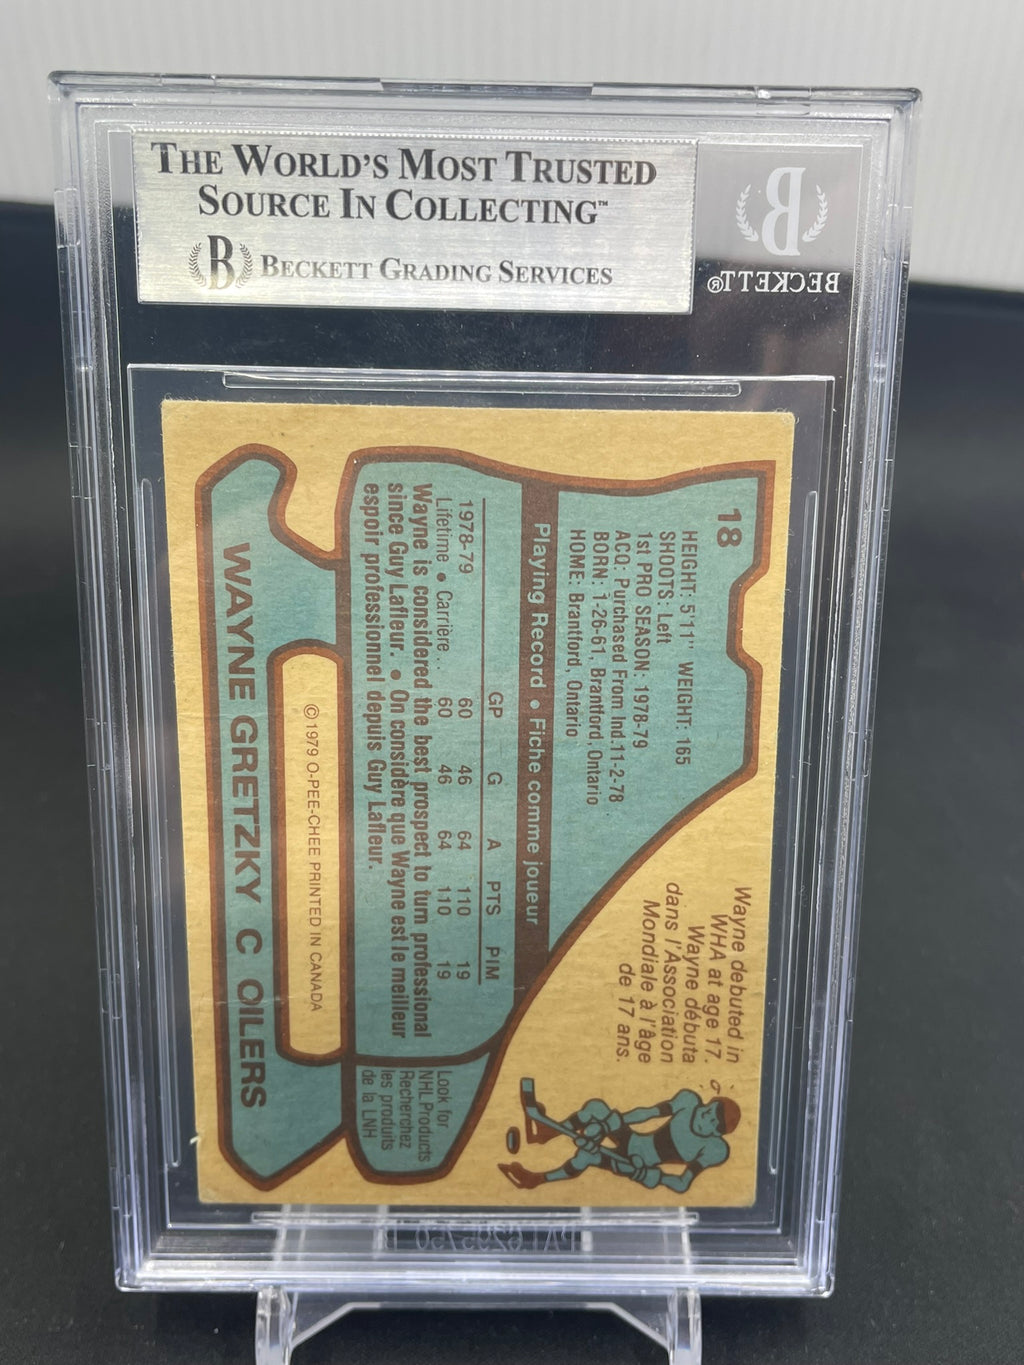 THE WORLD'S MOST TRUSTED
SOURCE IN COLLECTING™
B BECKETT GRADING SERVICES
B
BECKETT®
18
HEIGHT: 5'11" WEIGHT: 165
SHOOTS: Left
1st PRO SEASON: 1978-79
ACQ: Purchased From Ind. 11-2-78
BORN: 1-26-61. Brantford, Ontario
HOME: Brantford, Ontario
Wayne debuted in
WHA at age 17.
Wayne débuta
dans l'Association
Mondiale à l'âge
de 17 ans.
Playing Record • Fiche comme joueur
GP G A PTS PIM
1978-79 60 46 64 110 19
Lifetime • Carrière... 60 46 64 110 19
Wayne is considered the best prospect to turn professional
since Guy Lafleur. • On considère que Wayne est le meilleur
espoir professionnel depuis Guy Lafleur.
Look for
NHL Products
Recherchez
les produits
de la LNH
©1979 O-PEE-CHEE PRINTED IN CANADA
WAYNE GRETZKY C OILERS